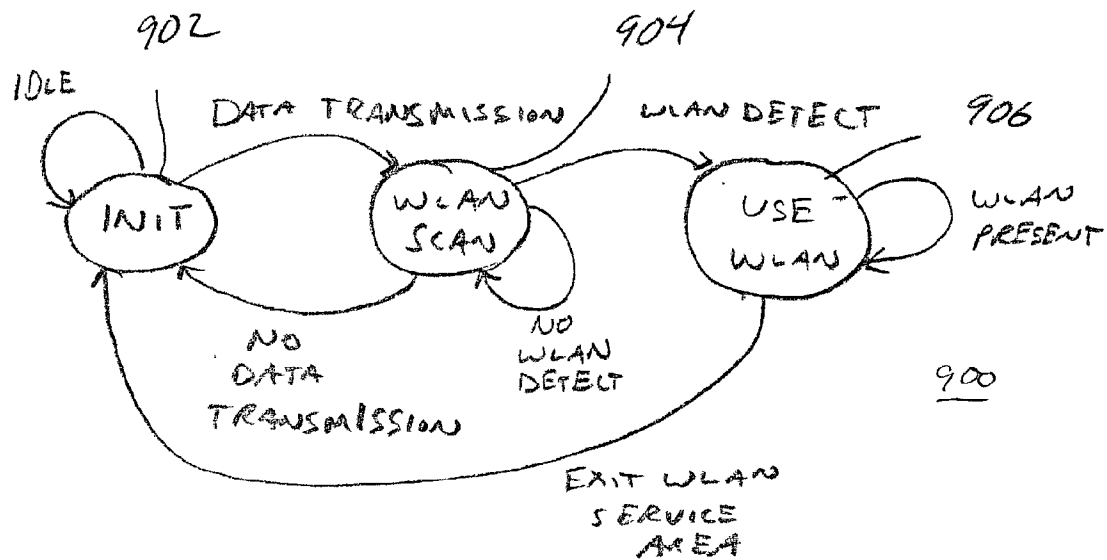 902
904
IDLE
DATA TRANSMISSION
WLAN DETECT
906
INIT
WLAN
SCAN
USE
WLAN
WLAN
PRESENT
NO
DATA
TRANSMISSION
NO
WLAN
DETECT
900
EXIT WLAN
SERVICE
AREA